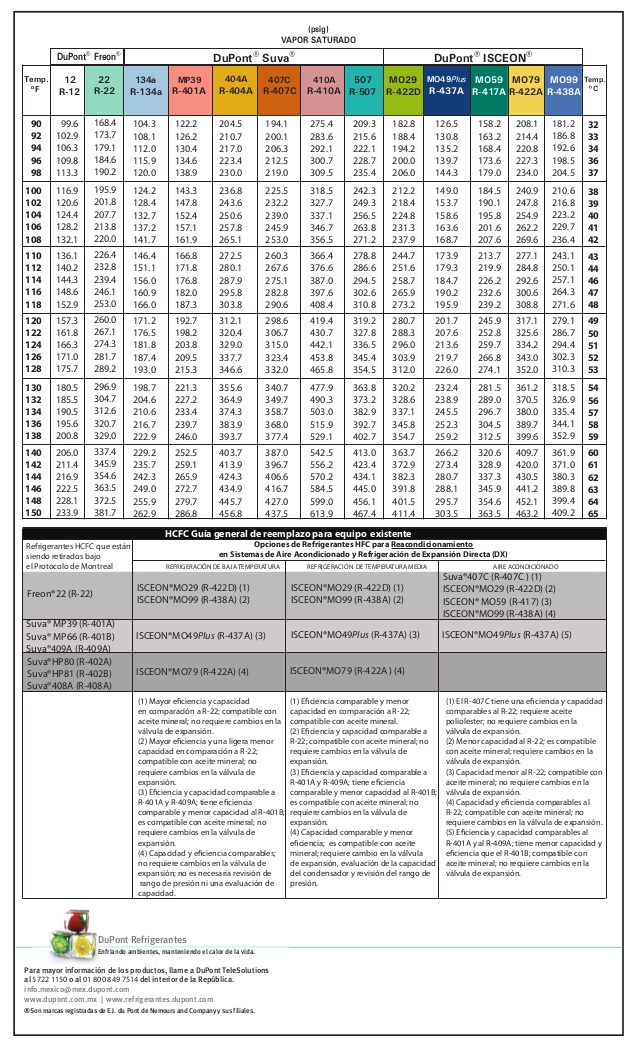 (psig)
VAPOR SATURADO
DuPont® Freon® DuPont® Suva® DuPont® ISCEON®
Temp. ºF 12 R-12 22 R-22 134a R-134a MP39 R-401A 404A R-404A 407C R-407C 410A R-410A 507 R-507 MO29 R-422D MO49Plus R-437A MO59 R-417A MO79 R-422A MO99 R-438A Temp. ºC
90 99.6 168.4 104.3 122.2 204.5 194.1 275.4 209.3 182.8 126.5 158.2 208.1 181.2 32
92 102.9 173.7 108.1 126.2 210.7 200.1 283.6 215.6 188.4 130.8 163.2 214.4 186.8 33
94 106.3 179.1 112.0 130.4 217.0 206.3 292.1 222.1 194.2 135.2 168.4 220.8 192.6 34
96 109.8 184.6 115.9 134.6 223.4 212.5 300.7 228.7 200.0 139.7 173.6 227.3 198.5 36
98 113.3 190.2 120.0 138.9 230.0 219.0 309.5 235.4 206.0 144.3 179.0 234.0 204.5 37
100 116.9 195.9 124.2 143.3 236.8 225.5 318.5 242.3 212.2 149.0 184.5 240.9 210.6 38
102 120.6 201.8 128.4 147.8 243.6 232.2 327.7 249.3 218.4 153.7 190.1 247.8 216.8 39
104 124.4 207.7 132.7 152.4 250.6 239.0 337.1 256.5 224.8 158.6 195.8 254.9 223.2 40
106 128.2 213.8 137.2 157.1 257.8 245.9 346.7 263.8 231.3 163.6 201.6 262.2 229.7 41
108 132.1 220.0 141.7 161.9 265.1 253.0 356.5 271.2 237.9 168.7 207.6 269.6 236.4 42
110 136.1 226.4 146.4 166.8 272.5 260.3 366.4 278.8 244.7 173.9 213.7 277.1 243.1 43
112 140.2 232.8 151.1 171.8 280.1 267.6 376.6 286.6 251.6 179.3 219.9 284.8 250.1 44
114 144.3 239.4 156.0 176.8 287.9 275.1 387.0 294.5 258.7 184.7 226.2 292.6 257.1 46
116 148.6 246.1 160.9 182.0 295.8 282.8 397.6 302.6 265.9 190.2 232.6 300.6 264.3 47
118 152.9 253.0 166.0 187.3 303.8 290.6 408.4 310.8 273.2 195.9 239.2 308.8 271.6 48
120 157.3 260.0 171.2 192.7 312.1 298.6 419.4 319.2 280.7 201.7 245.9 317.1 279.1 49
122 161.8 267.1 176.5 198.2 320.4 306.7 430.7 327.8 288.3 207.6 252.8 325.6 286.7 50
124 166.3 274.3 181.8 203.8 329.0 315.0 442.1 336.5 296.0 213.6 259.7 334.2 294.4 51
126 171.0 281.7 187.4 209.5 337.7 323.4 453.8 345.4 303.9 219.7 266.8 343.0 302.3 52
128 175.7 289.2 193.0 215.3 346.6 332.0 465.8 354.5 312.0 226.0 274.1 352.0 310.3 53
130 180.5 296.9 198.7 221.3 355.6 340.7 477.9 363.8 320.2 232.4 281.5 361.2 318.5 54
132 185.5 304.7 204.6 227.2 364.9 349.7 490.3 373.2 328.6 238.9 289.0 370.5 326.9 56
134 190.5 312.6 210.6 233.4 374.3 358.7 503.0 382.9 337.1 245.5 296.7 380.0 335.4 57
136 195.6 320.7 216.7 239.7 383.9 368.0 515.9 392.7 345.8 252.3 304.5 389.7 344.1 58
138 200.8 329.0 222.9 246.0 393.7 377.4 529.1 402.7 354.7 259.2 312.5 399.6 352.9 59
140 206.0 337.4 229.2 252.5 403.7 387.0 542.5 413.0 363.7 266.2 320.6 409.7 361.9 60
142 211.4 345.9 235.7 259.1 413.9 396.7 556.2 423.4 372.9 273.4 328.9 420.0 371.0 61
144 216.9 354.6 242.3 265.9 424.3 406.6 570.2 434.1 382.3 280.7 337.3 430.5 380.3 62
146 222.5 363.5 249.0 272.7 434.9 416.7 584.5 445.0 391.8 288.1 345.9 441.2 389.8 63
148 228.1 372.5 255.9 279.7 445.7 427.0 599.0 456.1 401.5 295.7 354.6 452.1 399.4 64
150 233.9 381.7 262.9 286.8 456.8 437.5 613.9 467.4 411.4 303.5 363.5 463.2 409.2 65
HCFC Guía general de reemplazo para equipo existente
Refrigerantes HCFC que están
siendo retirados bajo
el Protocolo de Montreal
Opciones de Refrigerantes HFC para Reacondicionamiento
en Sistemas de Aire Acondicionado y Refrigeración de Expansión Directa (DX)
REFRIGERACIÓN DE BAJA TEMPERATURA REFRIGERACIÓN DE TEMPERATURA MEDIA AIRE ACONDICIONADO
Freon®22 (R-22)
ISCEON®MO29 (R-422D) (1)
ISCEON®MO99 (R-438A) (2)
ISCEON®MO29 (R-422D) (1)
ISCEON®MO99 (R-438A) (2)
Suva®407C (R-407C ) (1)
ISCEON®MO29 (R-422D) (2)
ISCEON® MO59 (R-417) (3)
ISCEON®MO99 (R-438A) (4)
Suva® MP39 (R-401A)
Suva® MP66 (R-401B)
Suva®409A (R-409A)
ISCEON®MO49Plus (R-437A) (3)
ISCEON®MO49Plus (R-437A) (3)
ISCEON®MO49Plus (R-437A) (5)
Suva®HP80 (R-402A)
Suva®HP81 (R-402B)
Suva®408A (R-408A)
ISCEON®MO79 (R-422A) (4)
ISCEON®MO79 (R-422A ) (4)
(1) Mayor eficiencia y capacidad
en comparación a R-22; compatible con
aceite mineral; no requiere cambios en la
válvula de expansión.
(2) Mayor eficiencia y una ligera menor
capacidad en comparación a R-22;
compatible con aceite mineral; no
requiere cambios en la válvula de
expansión.
(3) Eficiencia y capacidad comparable a
R-401A y R-409A; tiene eficiencia
comparable y menor capacidad al R-401B;
es compatible con aceite mineral; no
requiere cambios en la válvula de
expansión.
(4) Capacidad y eficiencia comparables;
no requiere cambios en la válvula de
expansión; no es necesaria revisión de
rango de presión ni una evaluación de
capacidad.
(1) Eficiencia comparable y menor
capacidad en comparación a R-22;
compatible con aceite mineral.
(2) Eficiencia y capacidad comparable a
R-22; compatible con aceite mineral; no
requiere cambios en la válvula de
expansión.
(3) Eficiencia y capacidad comparable a
R-401A y R-409A; tiene eficiencia
comparable y menor capacidad al R-401B;
es compatible con aceite mineral; no
requiere cambios en la válvula de
expansión.
(4) Capacidad comparable y menor
eficiencia; es compatible con aceite
mineral; requiere cambio en la válvula
de expansión, evaluación de la capacidad
del condensador y revisión del rango de
presión.
(1) El R-407C tiene una eficiencia y capacidad
comparables al R-22; requiere aceite
polioléster; no requiere cambios en la
válvula de expansión.
(2) Menor capacidad al R-22; es compatible
con aceite mineral; no requiere cambios en la
válvula de expansión.
(3) Capacidad menor al R-22; compatible con
aceite mineral; no requiere cambios en la
válvula de expansión.
(4) Capacidad y eficiencia comparables al
R-22; compatible con aceite mineral; no
requiere cambios en la válvula de expansión.
(5) Eficiencia y capacidad comparables al
R-401A y al R-409A; tiene menor capacidad y
eficiencia que el R-401B; compatible con
aceite mineral; no requiere cambios en la
válvula de expansión.
DuPont Refrigerantes
Enfriando ambientes, manteniendo el calor de la vida.
Para mayor información de los productos, llame a DuPont TeleSolutions
al 5722 1150 o al 01 800 849 7514 del interior de la República.
info.mexico@mex.dupont.com
www.dupont.com.mx | www.refrigerantes.dupont.com
®Son marcas registradas de E.I. du Pont de Nemours and Company y sus filiales.